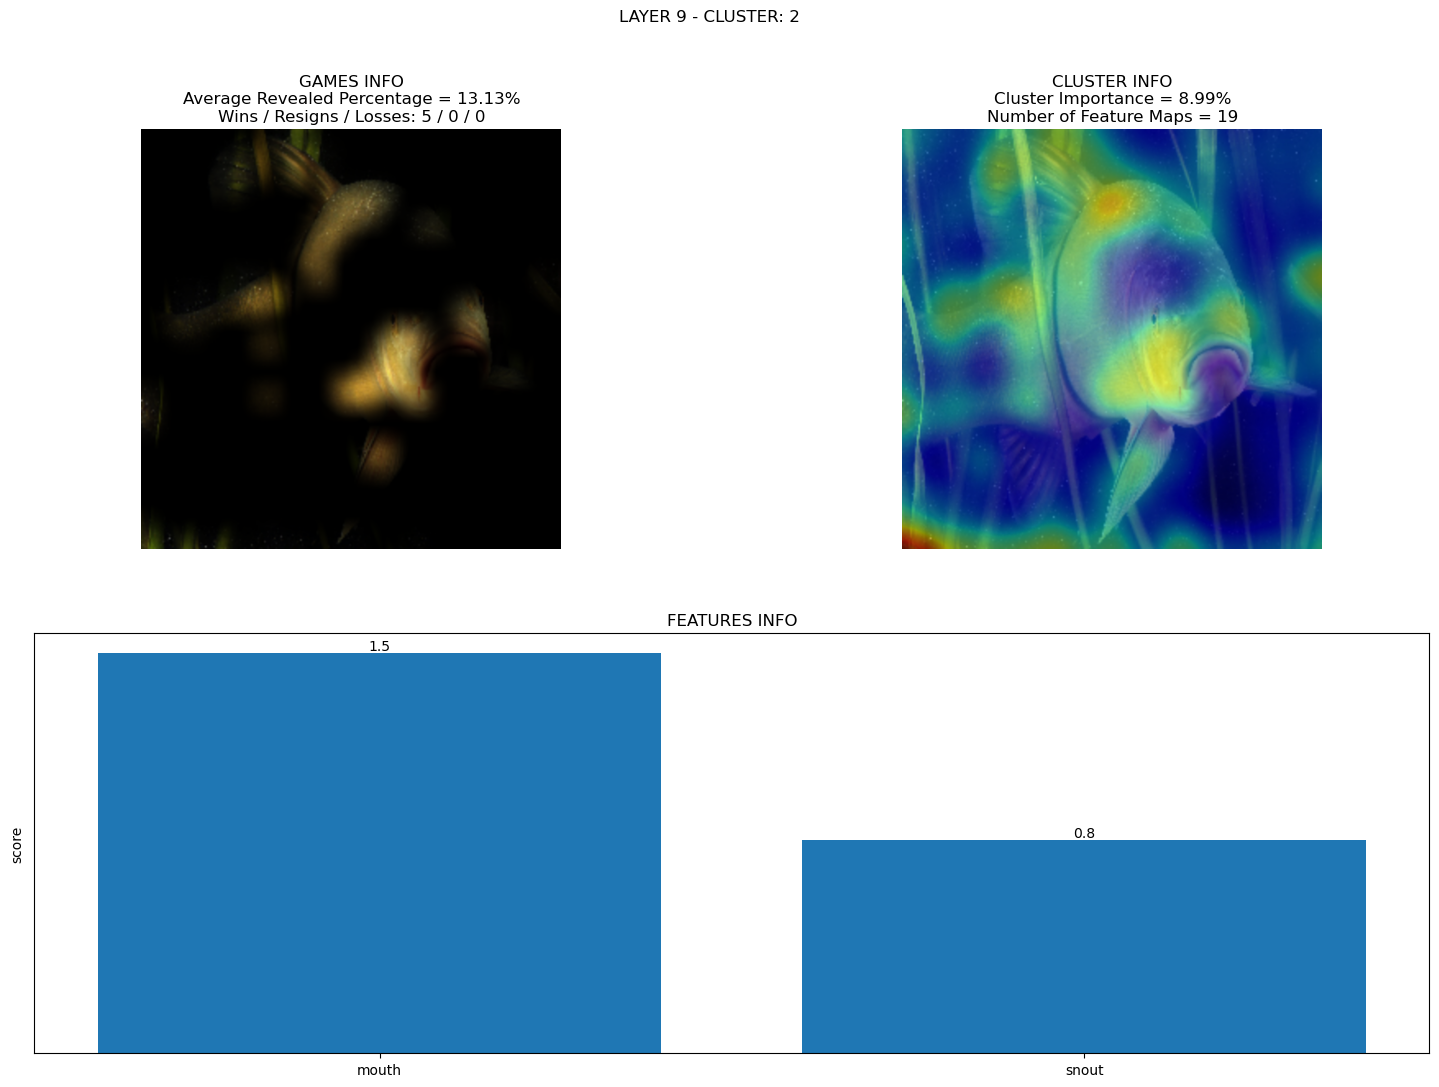 LAYER 9 - CLUSTER: 2
GAMES INFO
Average Revealed Percentage = 13.13%
Wins / Resigns / Losses: 5 / 0 / 0
CLUSTER INFO
Cluster Importance = 8.99%
Number of Feature Maps = 19
FEATURES INFO
score
1.5
0.8
mouth
snout